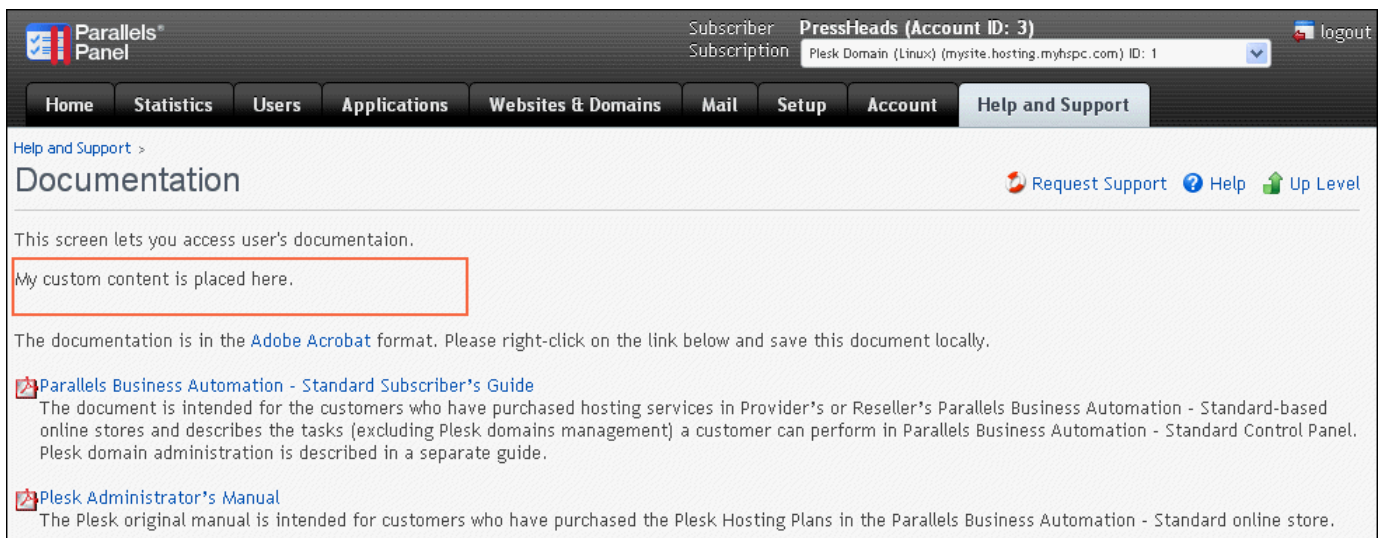 Parallels®
Panel
Subscriber PressHeads (Account ID: 3)
Subscription Plesk Domain (Linux) (mysite.hosting.myhspc.com) ID: 1
logout
Home Statistics Users Applications Websites & Domains Mail Setup Account Help and Support
Help and Support >
Documentation
Request Support Help Up Level
This screen lets you access user's documentaion.
My custom content is placed here.
The documentation is in the Adobe Acrobat format. Please right-click on the link below and save this document locally.
Parallels Business Automation - Standard Subscriber's Guide
The document is intended for the customers who have purchased hosting services in Provider's or Reseller's Parallels Business Automation - Standard-based
online stores and describes the tasks (excluding Plesk domains management) a customer can perform in Parallels Business Automation - Standard Control Panel.
Plesk domain administration is described in a separate guide.
Plesk Administrator's Manual
The Plesk original manual is intended for customers who have purchased the Plesk Hosting Plans in the Parallels Business Automation - Standard online store.